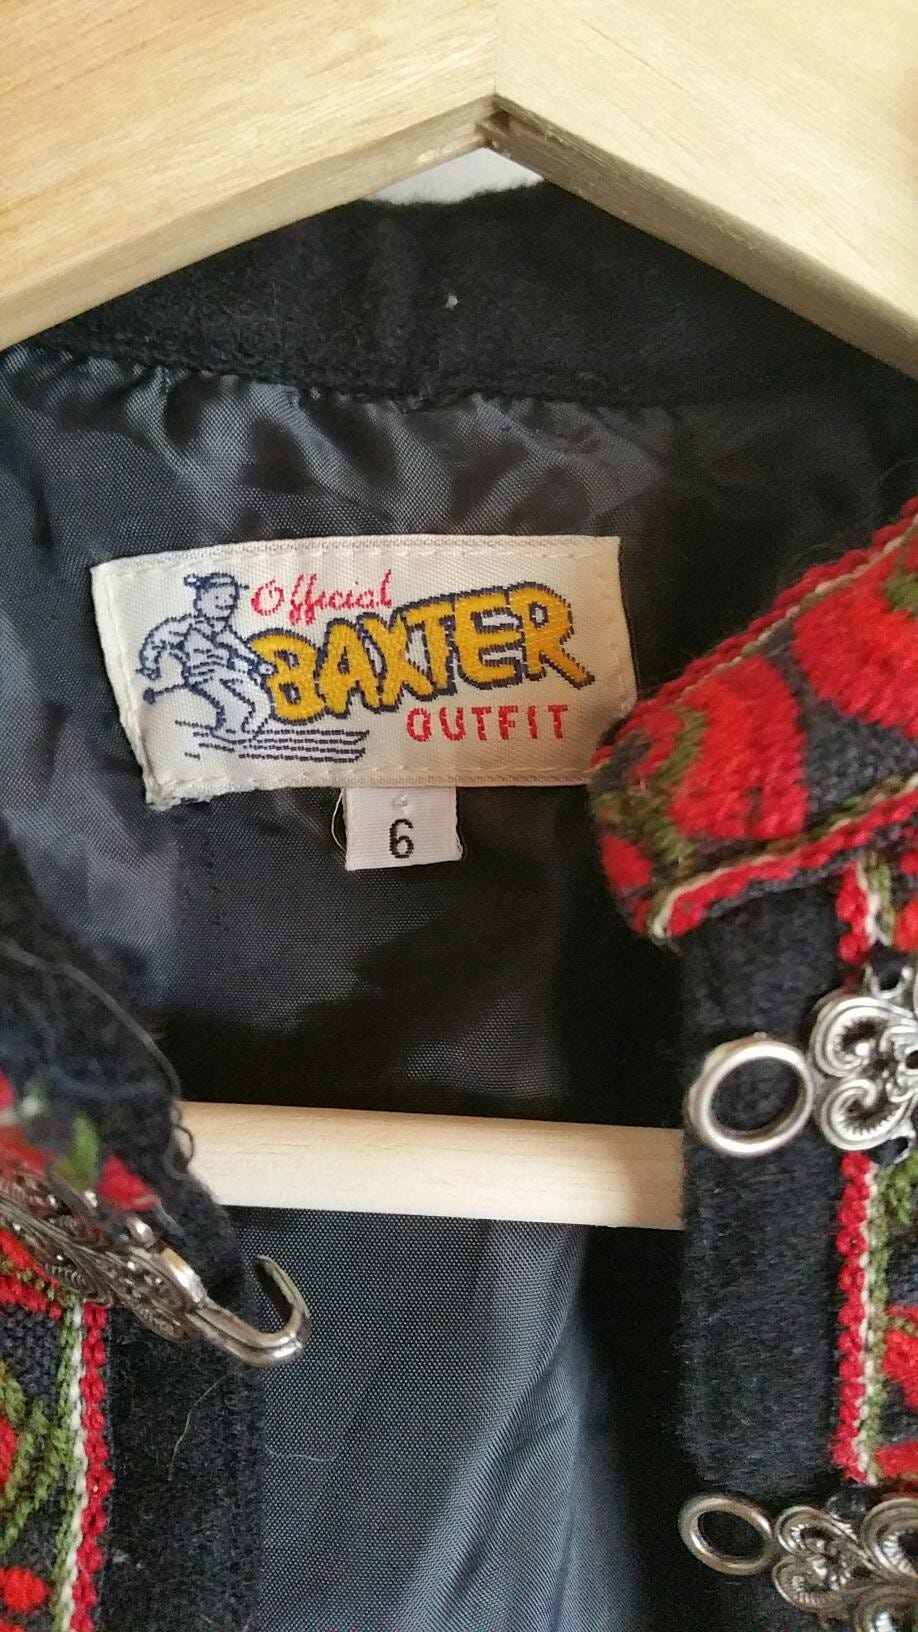 Official
BAXTER
OUTFIT
6